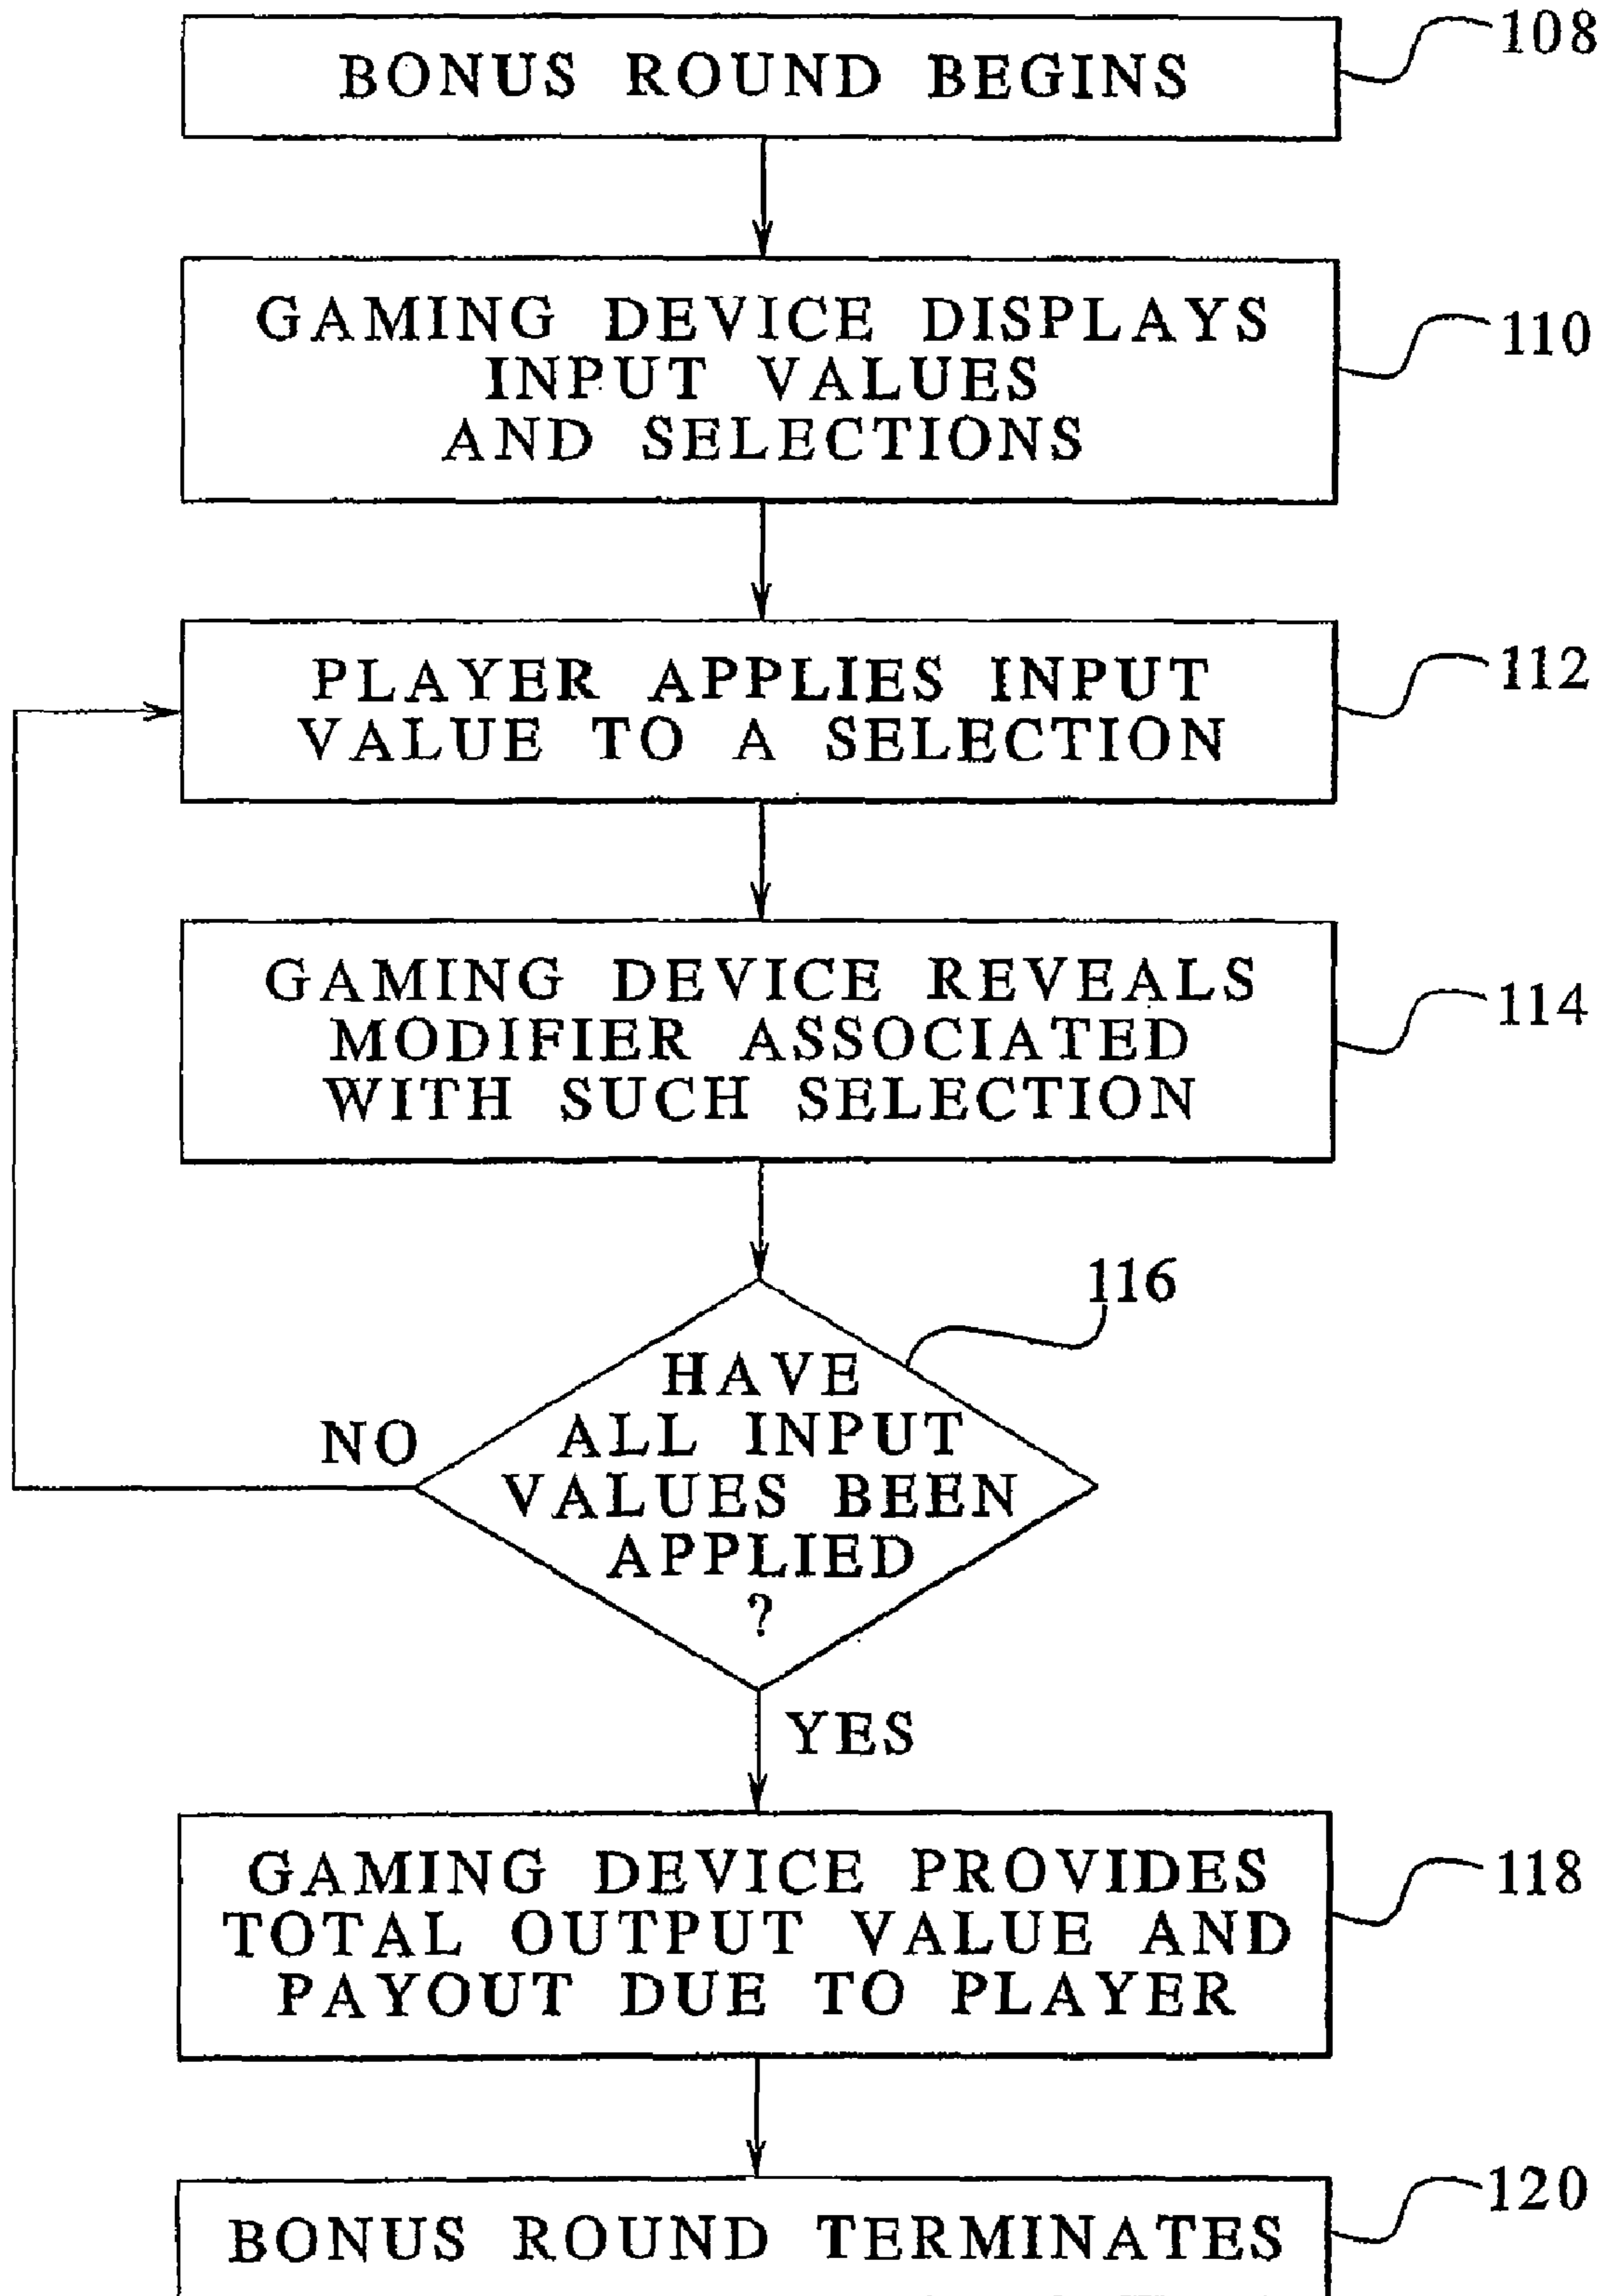 BONUS ROUND BEGINS
108
GAMING DEVICE DISPLAYS
INPUT VALUES
AND SELECTIONS
110
PLAYER APPLIES INPUT
VALUE TO A SELECTION
112
GAMING DEVICE REVEALS
MODIFIER ASSOCIATED
WITH SUCH SELECTION
114
116
HAVE
ALL INPUT
VALUES BEEN
APPLIED
?
NO
YES
GAMING DEVICE PROVIDES
TOTAL OUTPUT VALUE AND
PAYOUT DUE TO PLAYER
118
BONUS ROUND TERMINATES
120